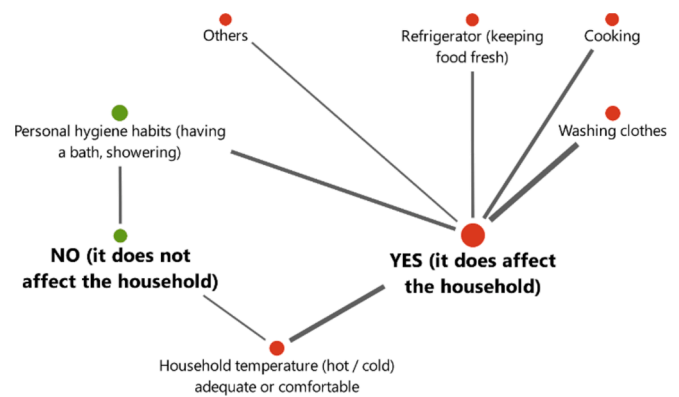 Others
Refrigerator (keeping
food fresh)
Cooking
Personal hygiene habits (having
a bath, showering)
Washing clothes
NO (it does not
affect the household)
YES (it does affect
the household)
Household temperature (hot / cold)
adequate or comfortable